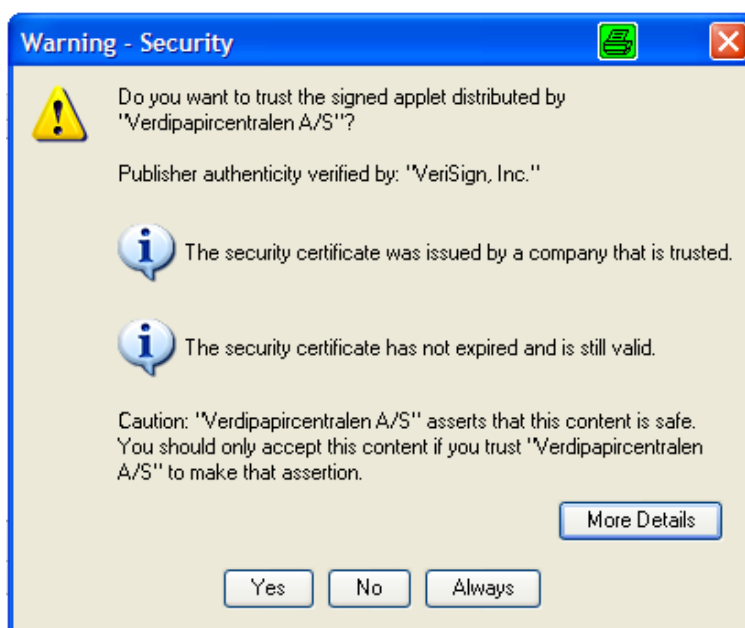 Warning - Security
Do you want to trust the signed applet distributed by
"Verdipapircentralen A/S"?
Publisher authenticity verified by: "VeriSign, Inc."
The security certificate was issued by a company that is trusted.
The security certificate has not expired and is still valid.
Caution: "Verdipapircentralen A/S" asserts that this content is safe.
You should only accept this content if you trust "Verdipapircentralen
A/S" to make that assertion.
More Details
Yes No Always